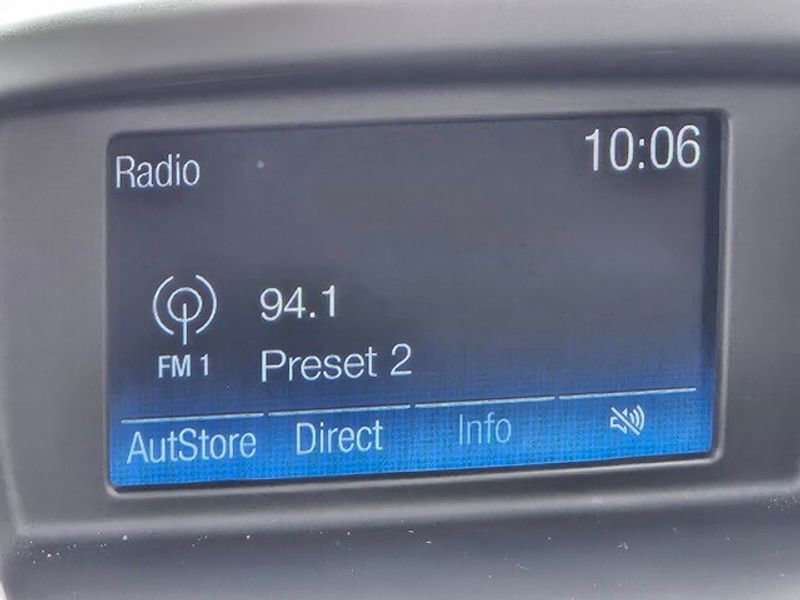 Radio 10:06
94.1
FM 1 Preset 2
AutStore Direct Info